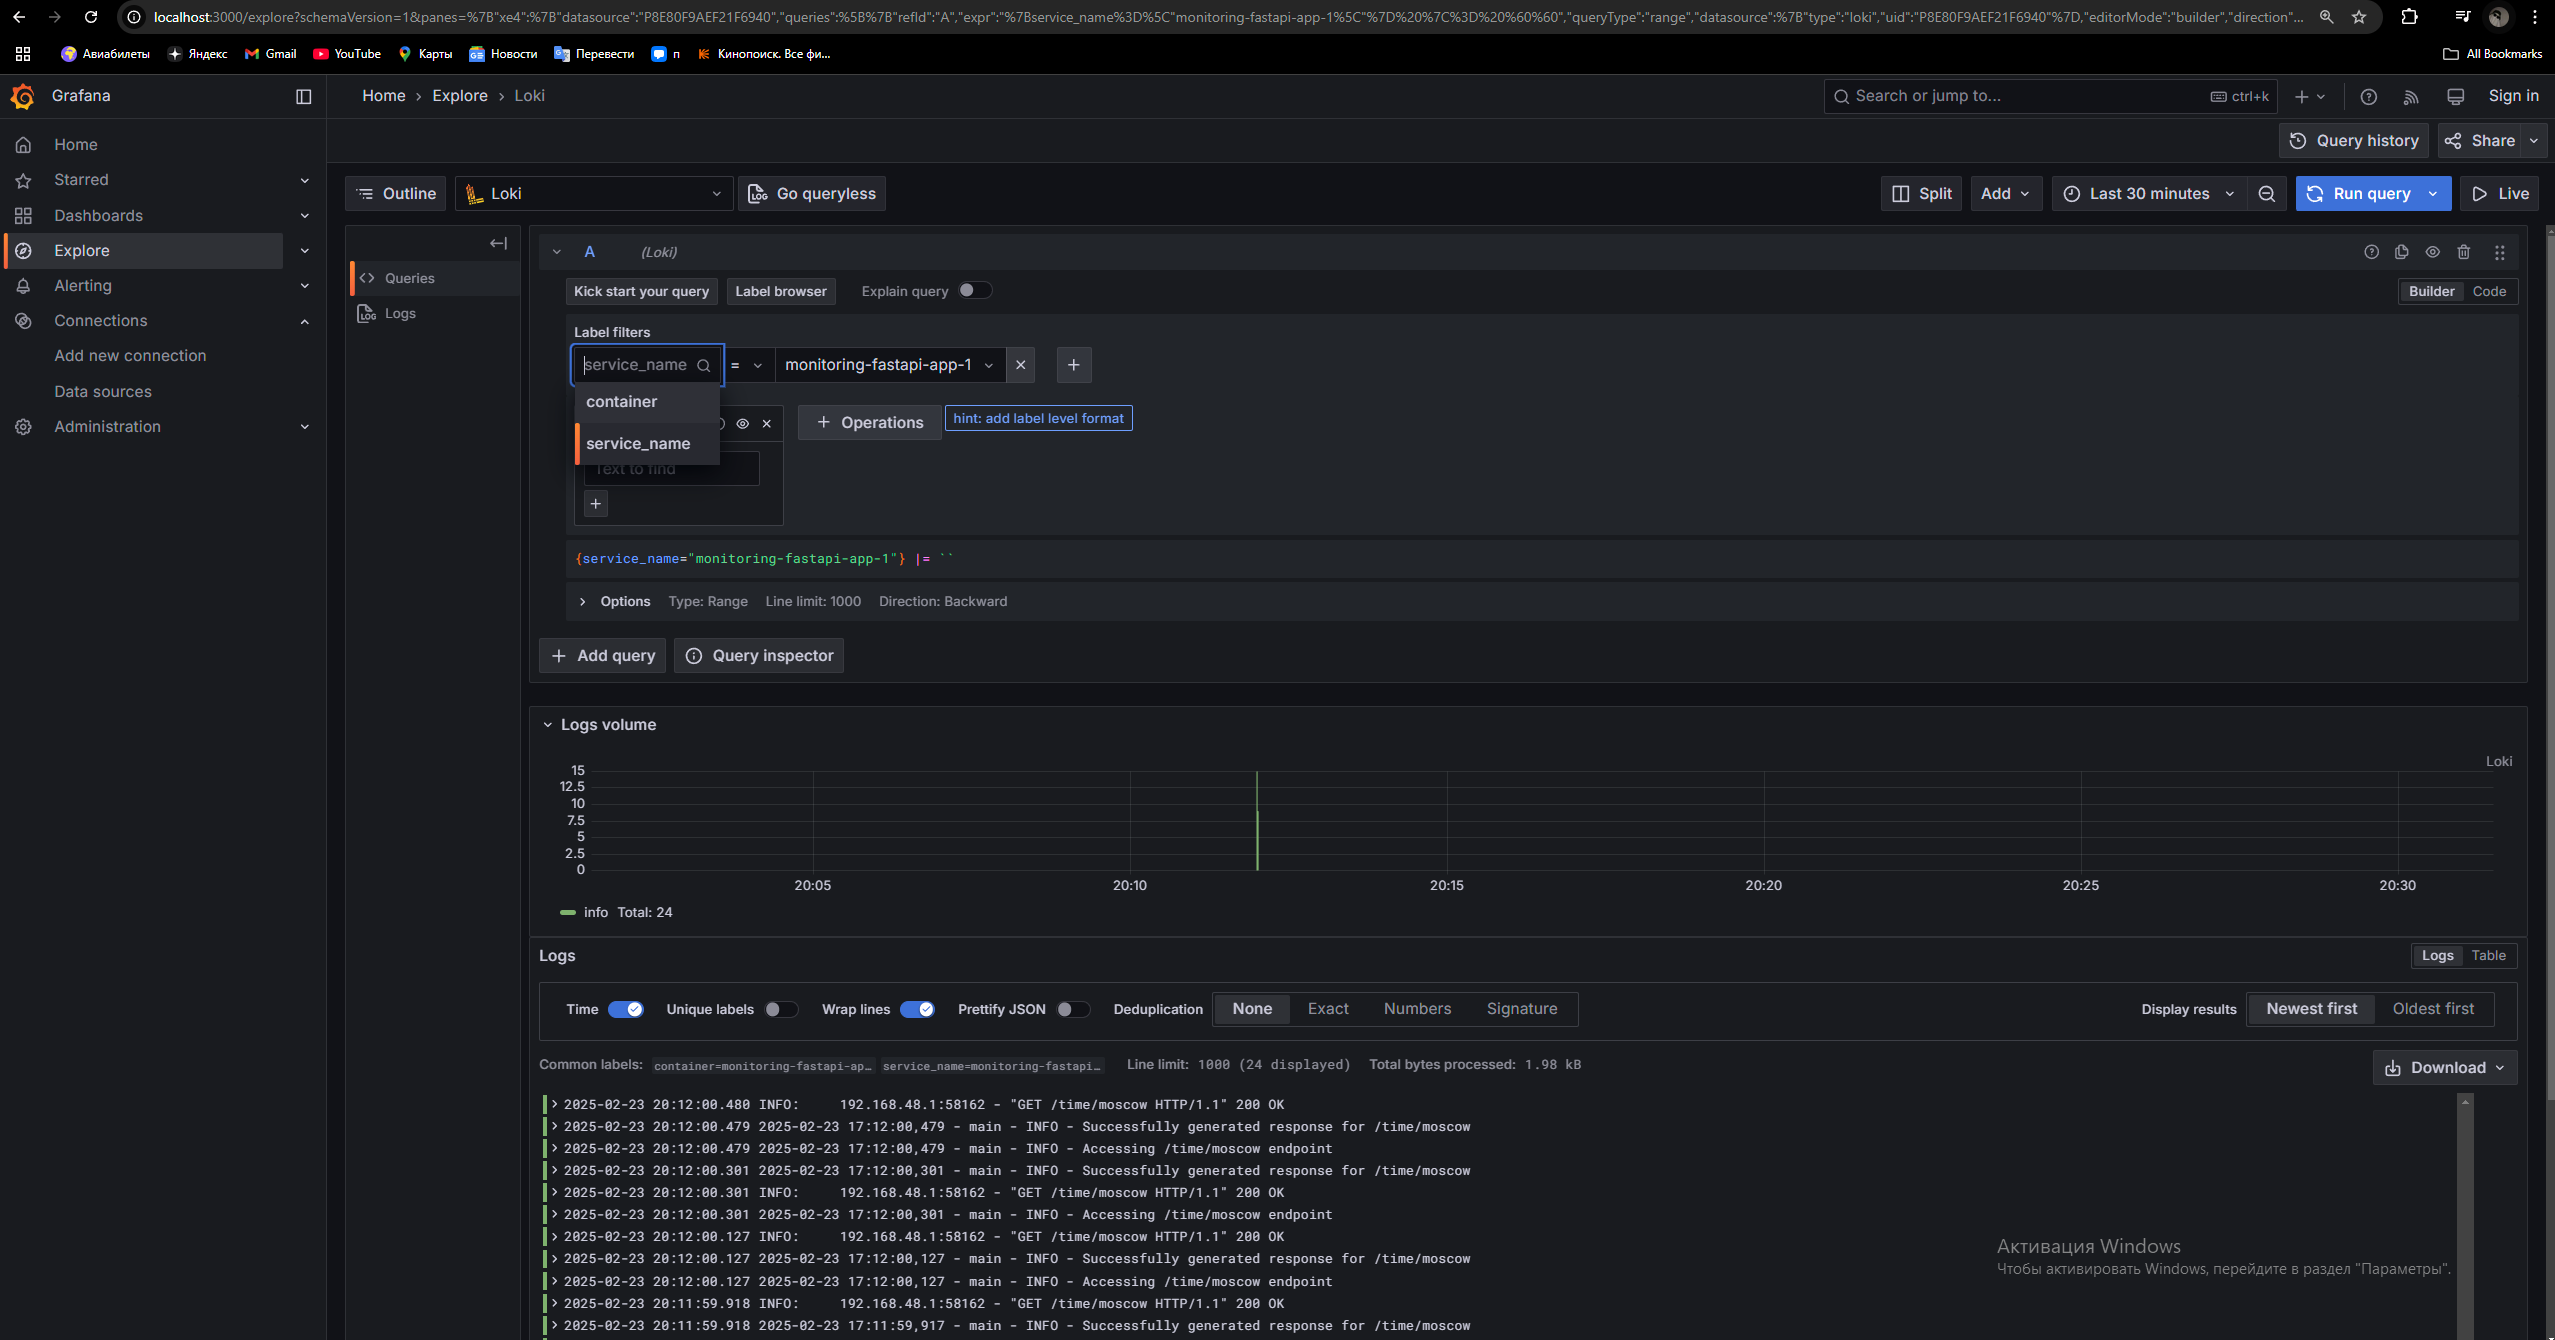 localhost:3000/explore?schemaVersion=1&panes=%7B"xe4":%7B"datasource":"P8E80F9AEF21F6940","queries":%5B%7B"refId":"A","expr":"%7Bservice_name%3D%5C"monitoring-fastapi-app-1%5C"%7D%20%7C%3D%20%60%60","queryType":"range","datasource":%7B"type":"loki","uid":"P8E80F9AEF21F6940"%7D,"editorMode":"builder","direction"...
Авиабилеты Яндекс Gmail YouTube Карты Новости Перевести п Кинопоиск. Все фи... All Bookmarks
Grafana Home › Explore › Loki Search or jump to... ctrl+k Sign in
Query history Share
Home
Starred
Dashboards
Explore
Alerting
Connections
Add new connection
Data sources
Administration
Outline Loki LOG Go queryless Split Add Last 30 minutes Run query Live
Queries
LOG Logs
A (Loki)
Kick start your query Label browser Explain query Builder Code
Label filters
service_name = monitoring-fastapi-app-1
container
service_name
Operations hint: add label level format
Text to find
{service_name="monitoring-fastapi-app-1"} |= ``
Options Type: Range Line limit: 1000 Direction: Backward
Add query Query inspector
Logs volume
Loki
15
12.5
10
7.5
5
2.5
0
20:05 20:10 20:15 20:20 20:25 20:30
info Total: 24
Logs Logs Table
Time Unique labels Wrap lines Prettify JSON Deduplication None Exact Numbers Signature Display results Newest first Oldest first
Common labels: container=monitoring-fastapi-ap… service_name=monitoring-fastapi… Line limit: 1000 (24 displayed) Total bytes processed: 1.98 kB Download
2025-02-23 20:12:00.480 INFO: 192.168.48.1:58162 - "GET /time/moscow HTTP/1.1" 200 OK
2025-02-23 20:12:00.479 2025-02-23 17:12:00,479 - main - INFO - Successfully generated response for /time/moscow
2025-02-23 20:12:00.479 2025-02-23 17:12:00,479 - main - INFO - Accessing /time/moscow endpoint
2025-02-23 20:12:00.301 2025-02-23 17:12:00,301 - main - INFO - Successfully generated response for /time/moscow
2025-02-23 20:12:00.301 INFO: 192.168.48.1:58162 - "GET /time/moscow HTTP/1.1" 200 OK
2025-02-23 20:12:00.301 2025-02-23 17:12:00,301 - main - INFO - Accessing /time/moscow endpoint
2025-02-23 20:12:00.127 INFO: 192.168.48.1:58162 - "GET /time/moscow HTTP/1.1" 200 OK
2025-02-23 20:12:00.127 2025-02-23 17:12:00,127 - main - INFO - Successfully generated response for /time/moscow
2025-02-23 20:12:00.127 2025-02-23 17:12:00,127 - main - INFO - Accessing /time/moscow endpoint
2025-02-23 20:11:59.918 INFO: 192.168.48.1:58162 - "GET /time/moscow HTTP/1.1" 200 OK
2025-02-23 20:11:59.918 2025-02-23 17:11:59,917 - main - INFO - Successfully generated response for /time/moscow
Активация Windows
Чтобы активировать Windows, перейдите в раздел "Параметры".